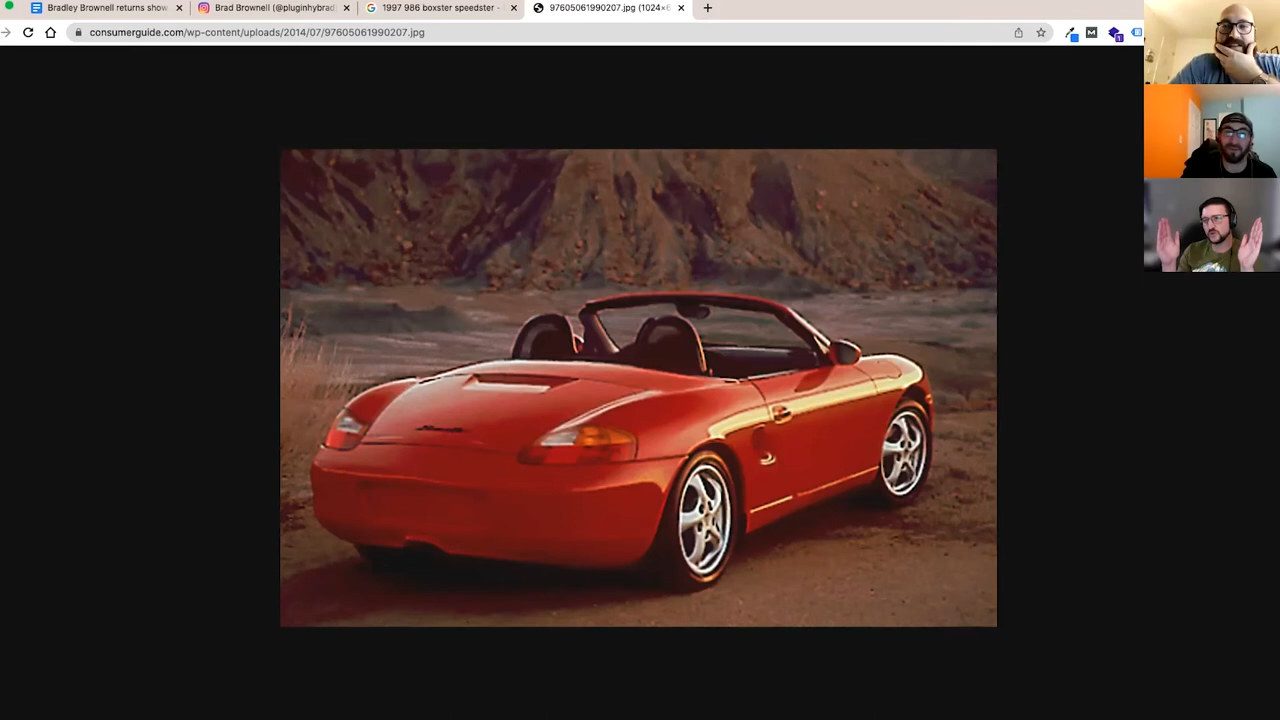 Bradley Brownell returns show
Brad Brownell (@pluginhybrad
1997 986 boxster speedster -
97605061990207.jpg (1024×6
consumerguide.com/wp-content/uploads/2014/07/97605061990207.jpg